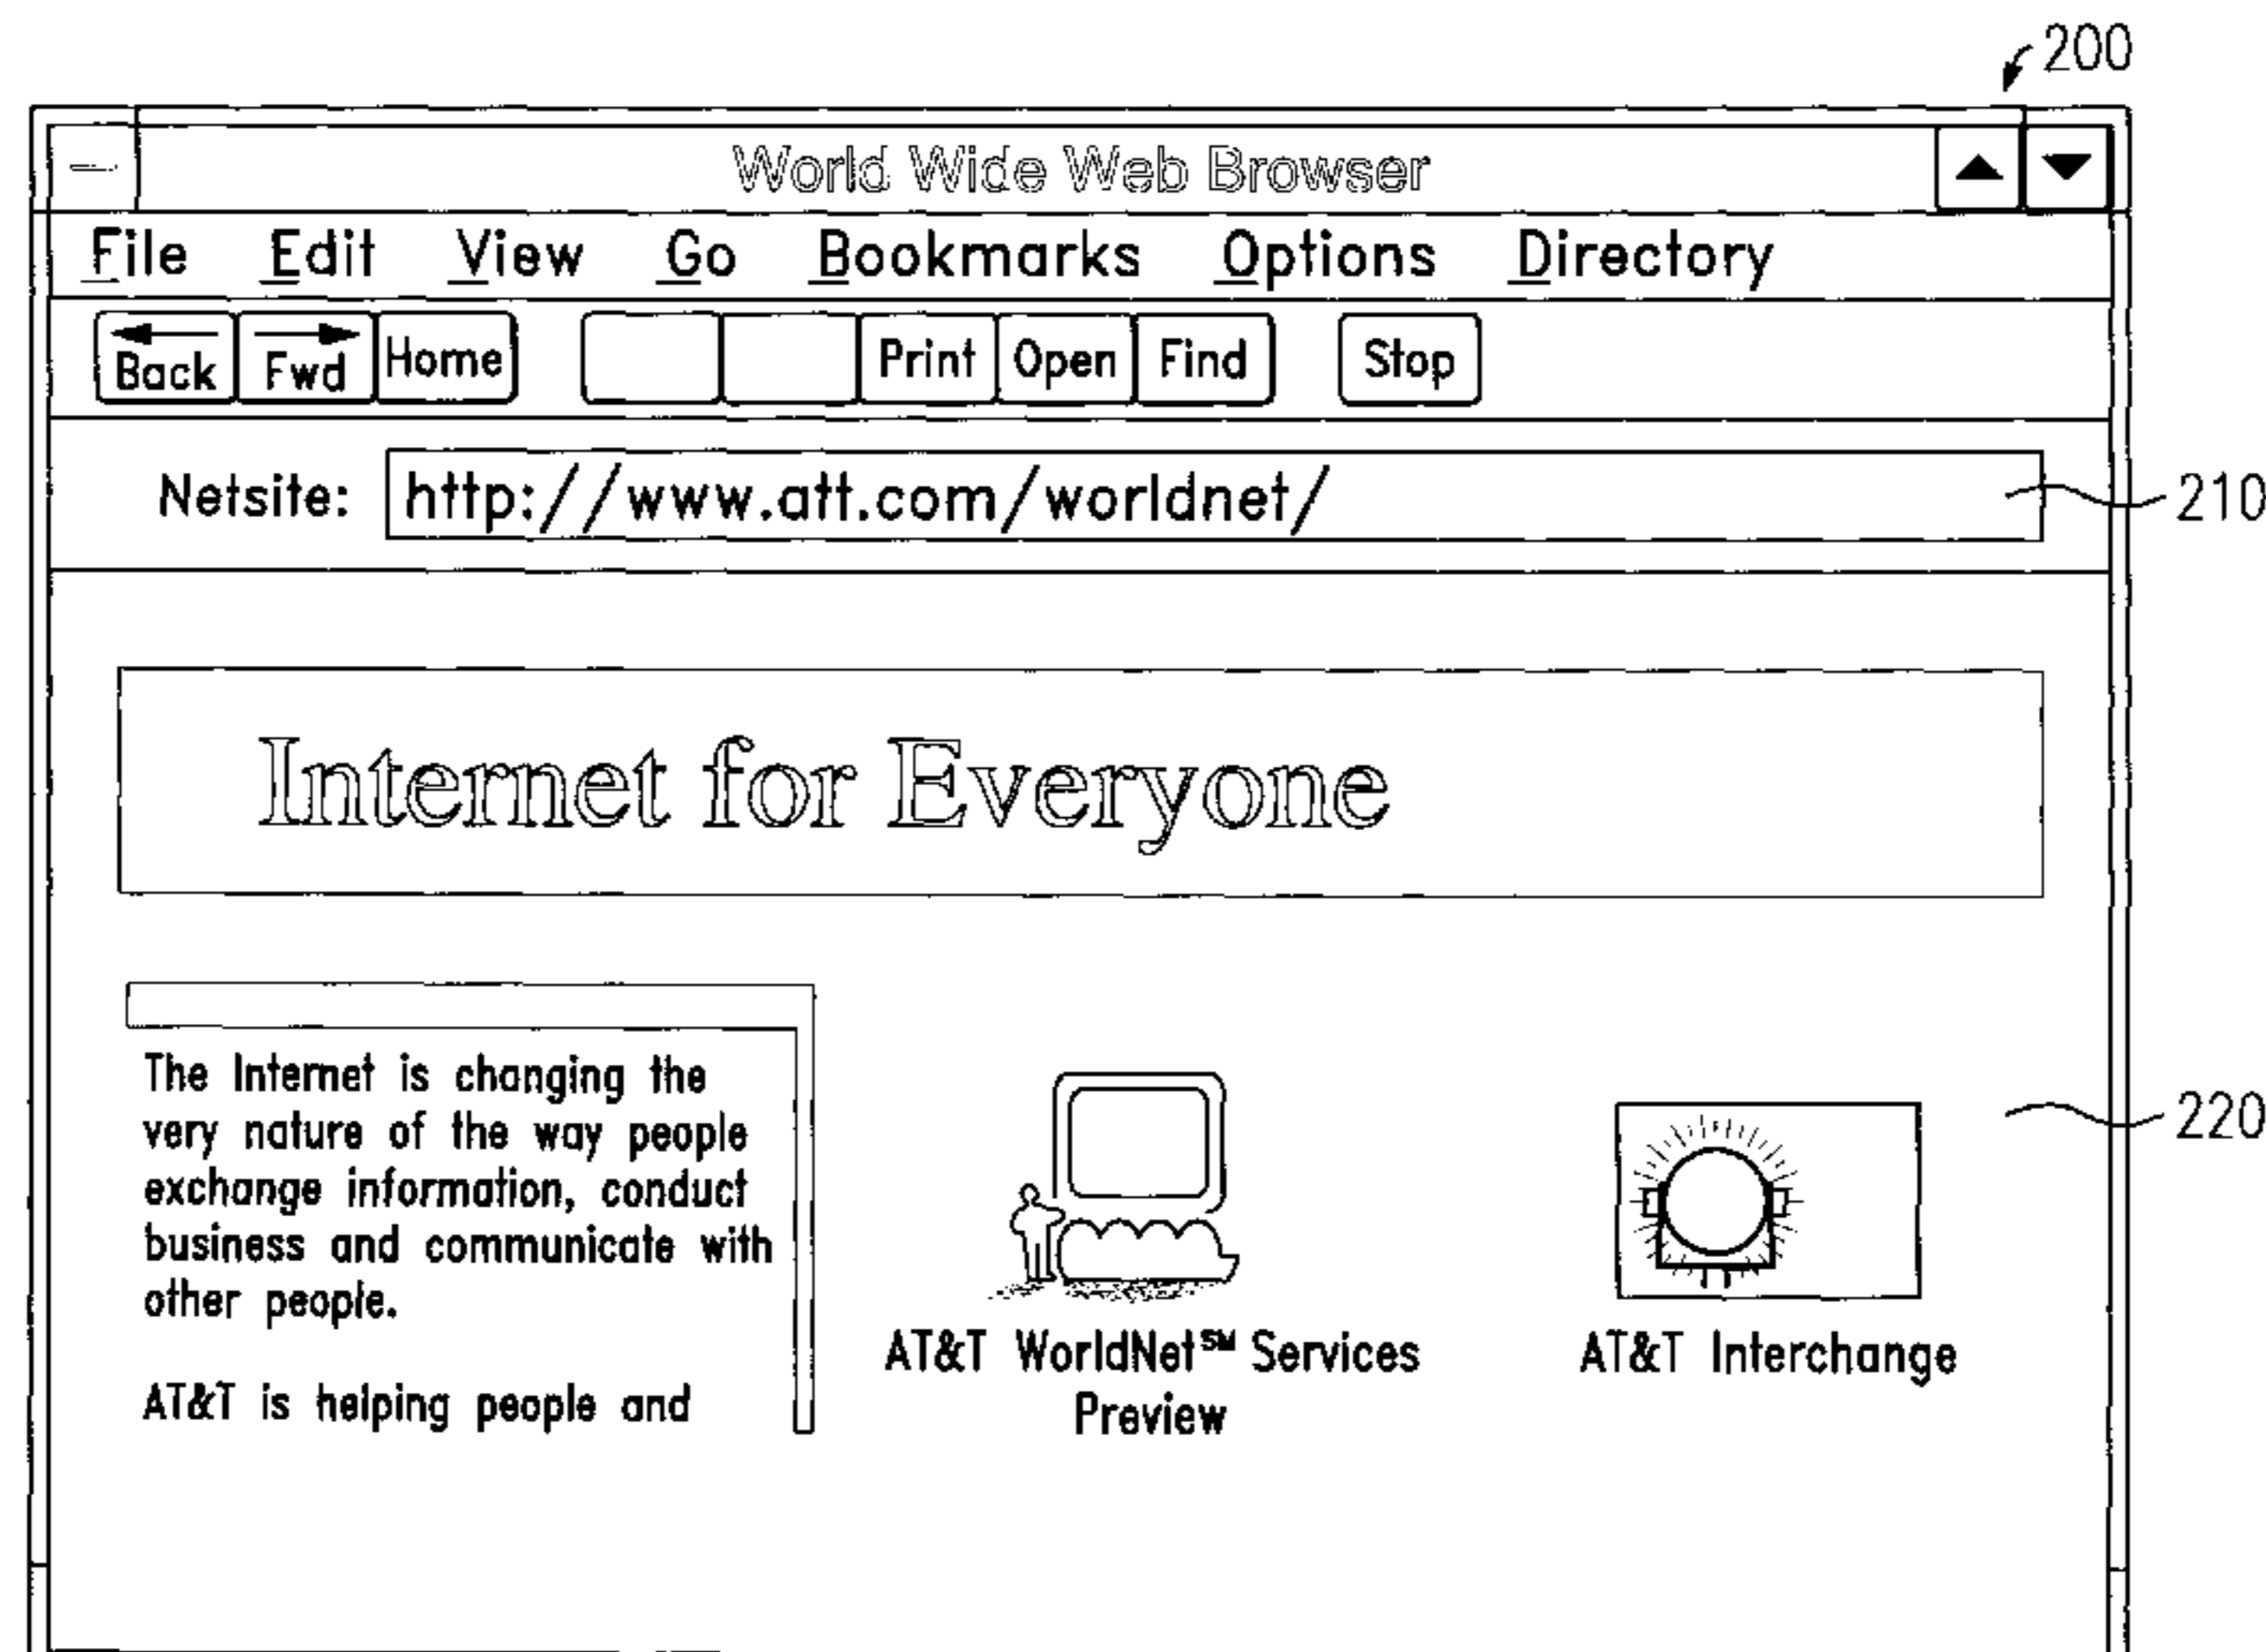 200
World Wide Web Browser
File Edit View Go Bookmarks Options Directory
Back Fwd Home Print Open Find Stop
Netsite: http://www.att.com/worldnet/ 210
Internet for Everyone
The Internet is changing the
very nature of the way people
exchange information, conduct
business and communicate with
other people.
AT&T is helping people and
220
AT&T WorldNet℠ Services
Preview
AT&T Interchange